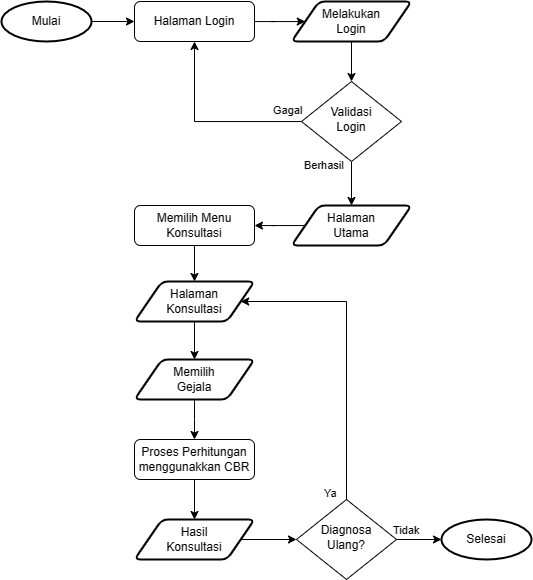 Mulai
Halaman Login
Melakukan
Login
Gagal
Validasi
Login
Berhasil
Memilih Menu
Konsultasi
Halaman
Utama
Halaman
Konsultasi
Memilih
Gejala
Proses Perhitungan
menggunakkan CBR
Ya
Hasil
Konsultasi
Diagnosa
Ulang?
Tidak
Selesai